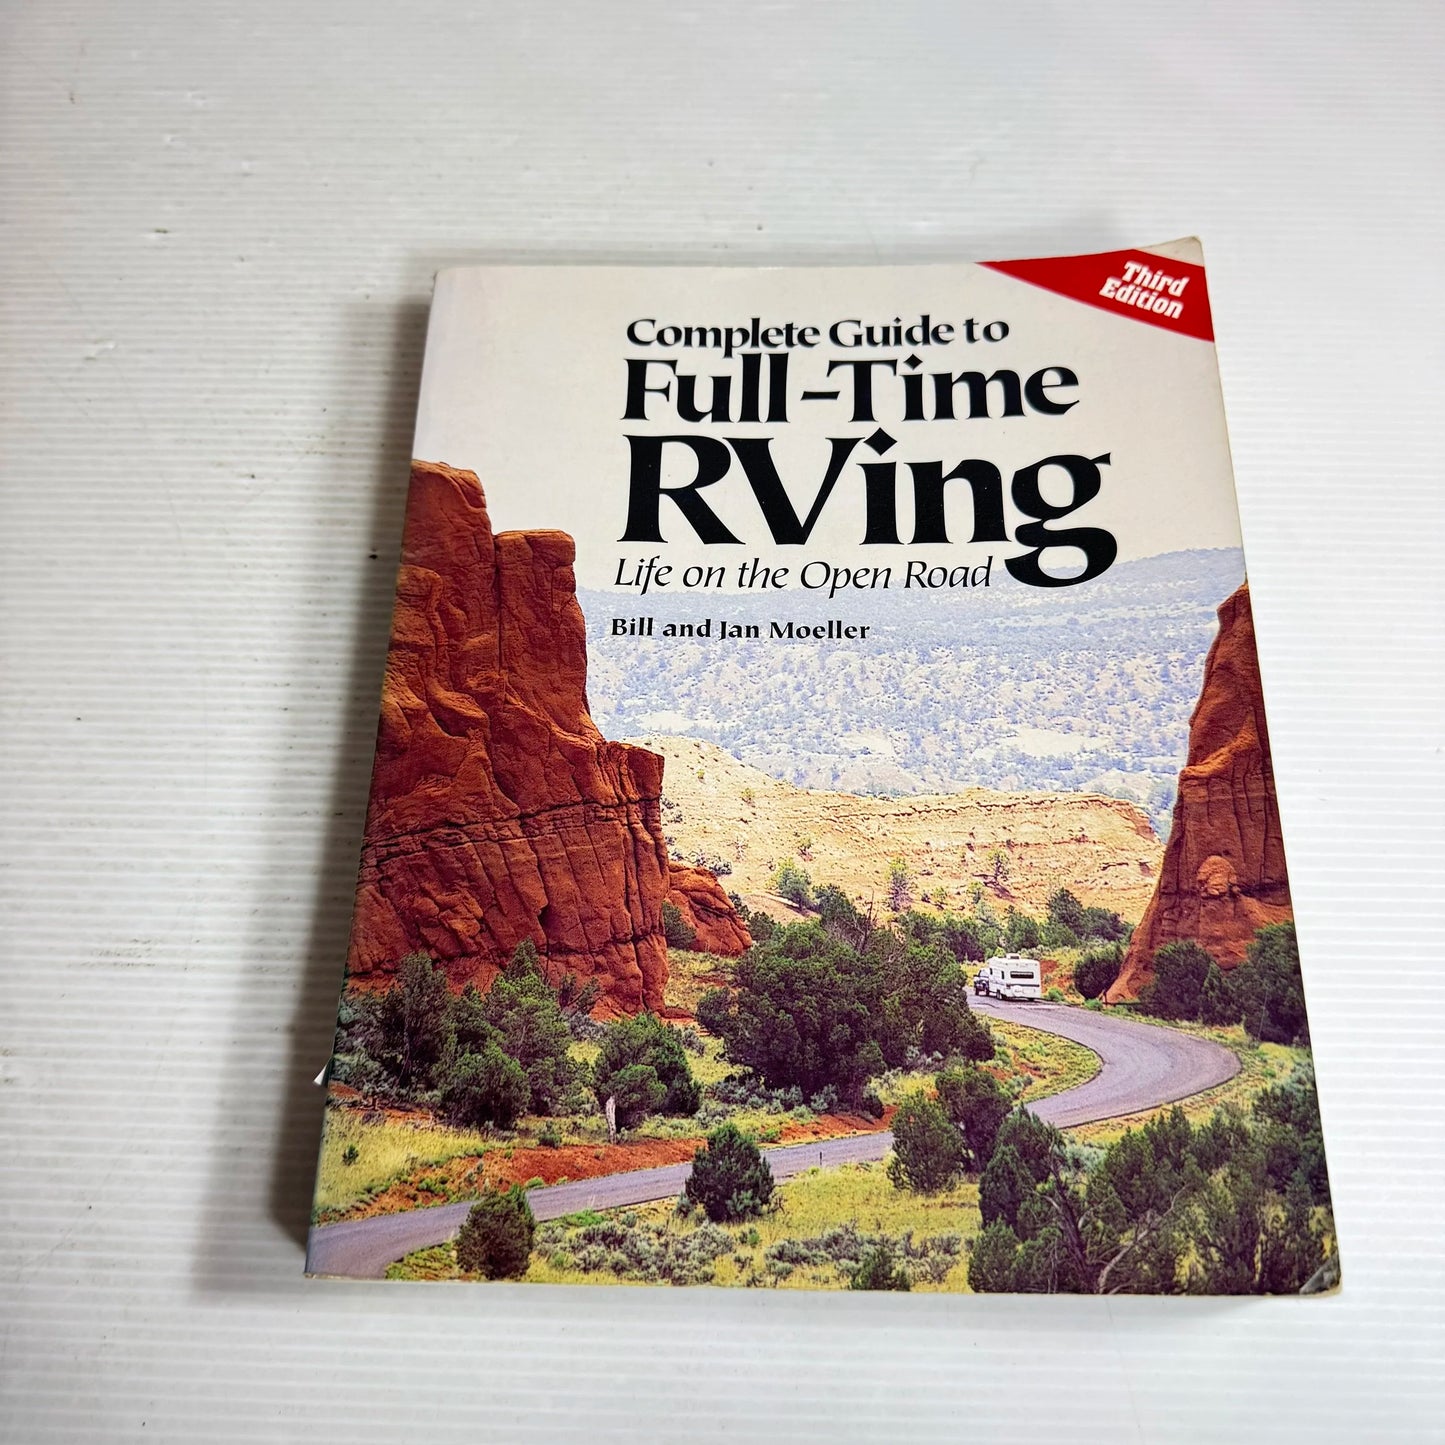 Third
Edition
Complete Guide to
Full-Time
RVing
Life on the Open Road
Bill and Jan Moeller